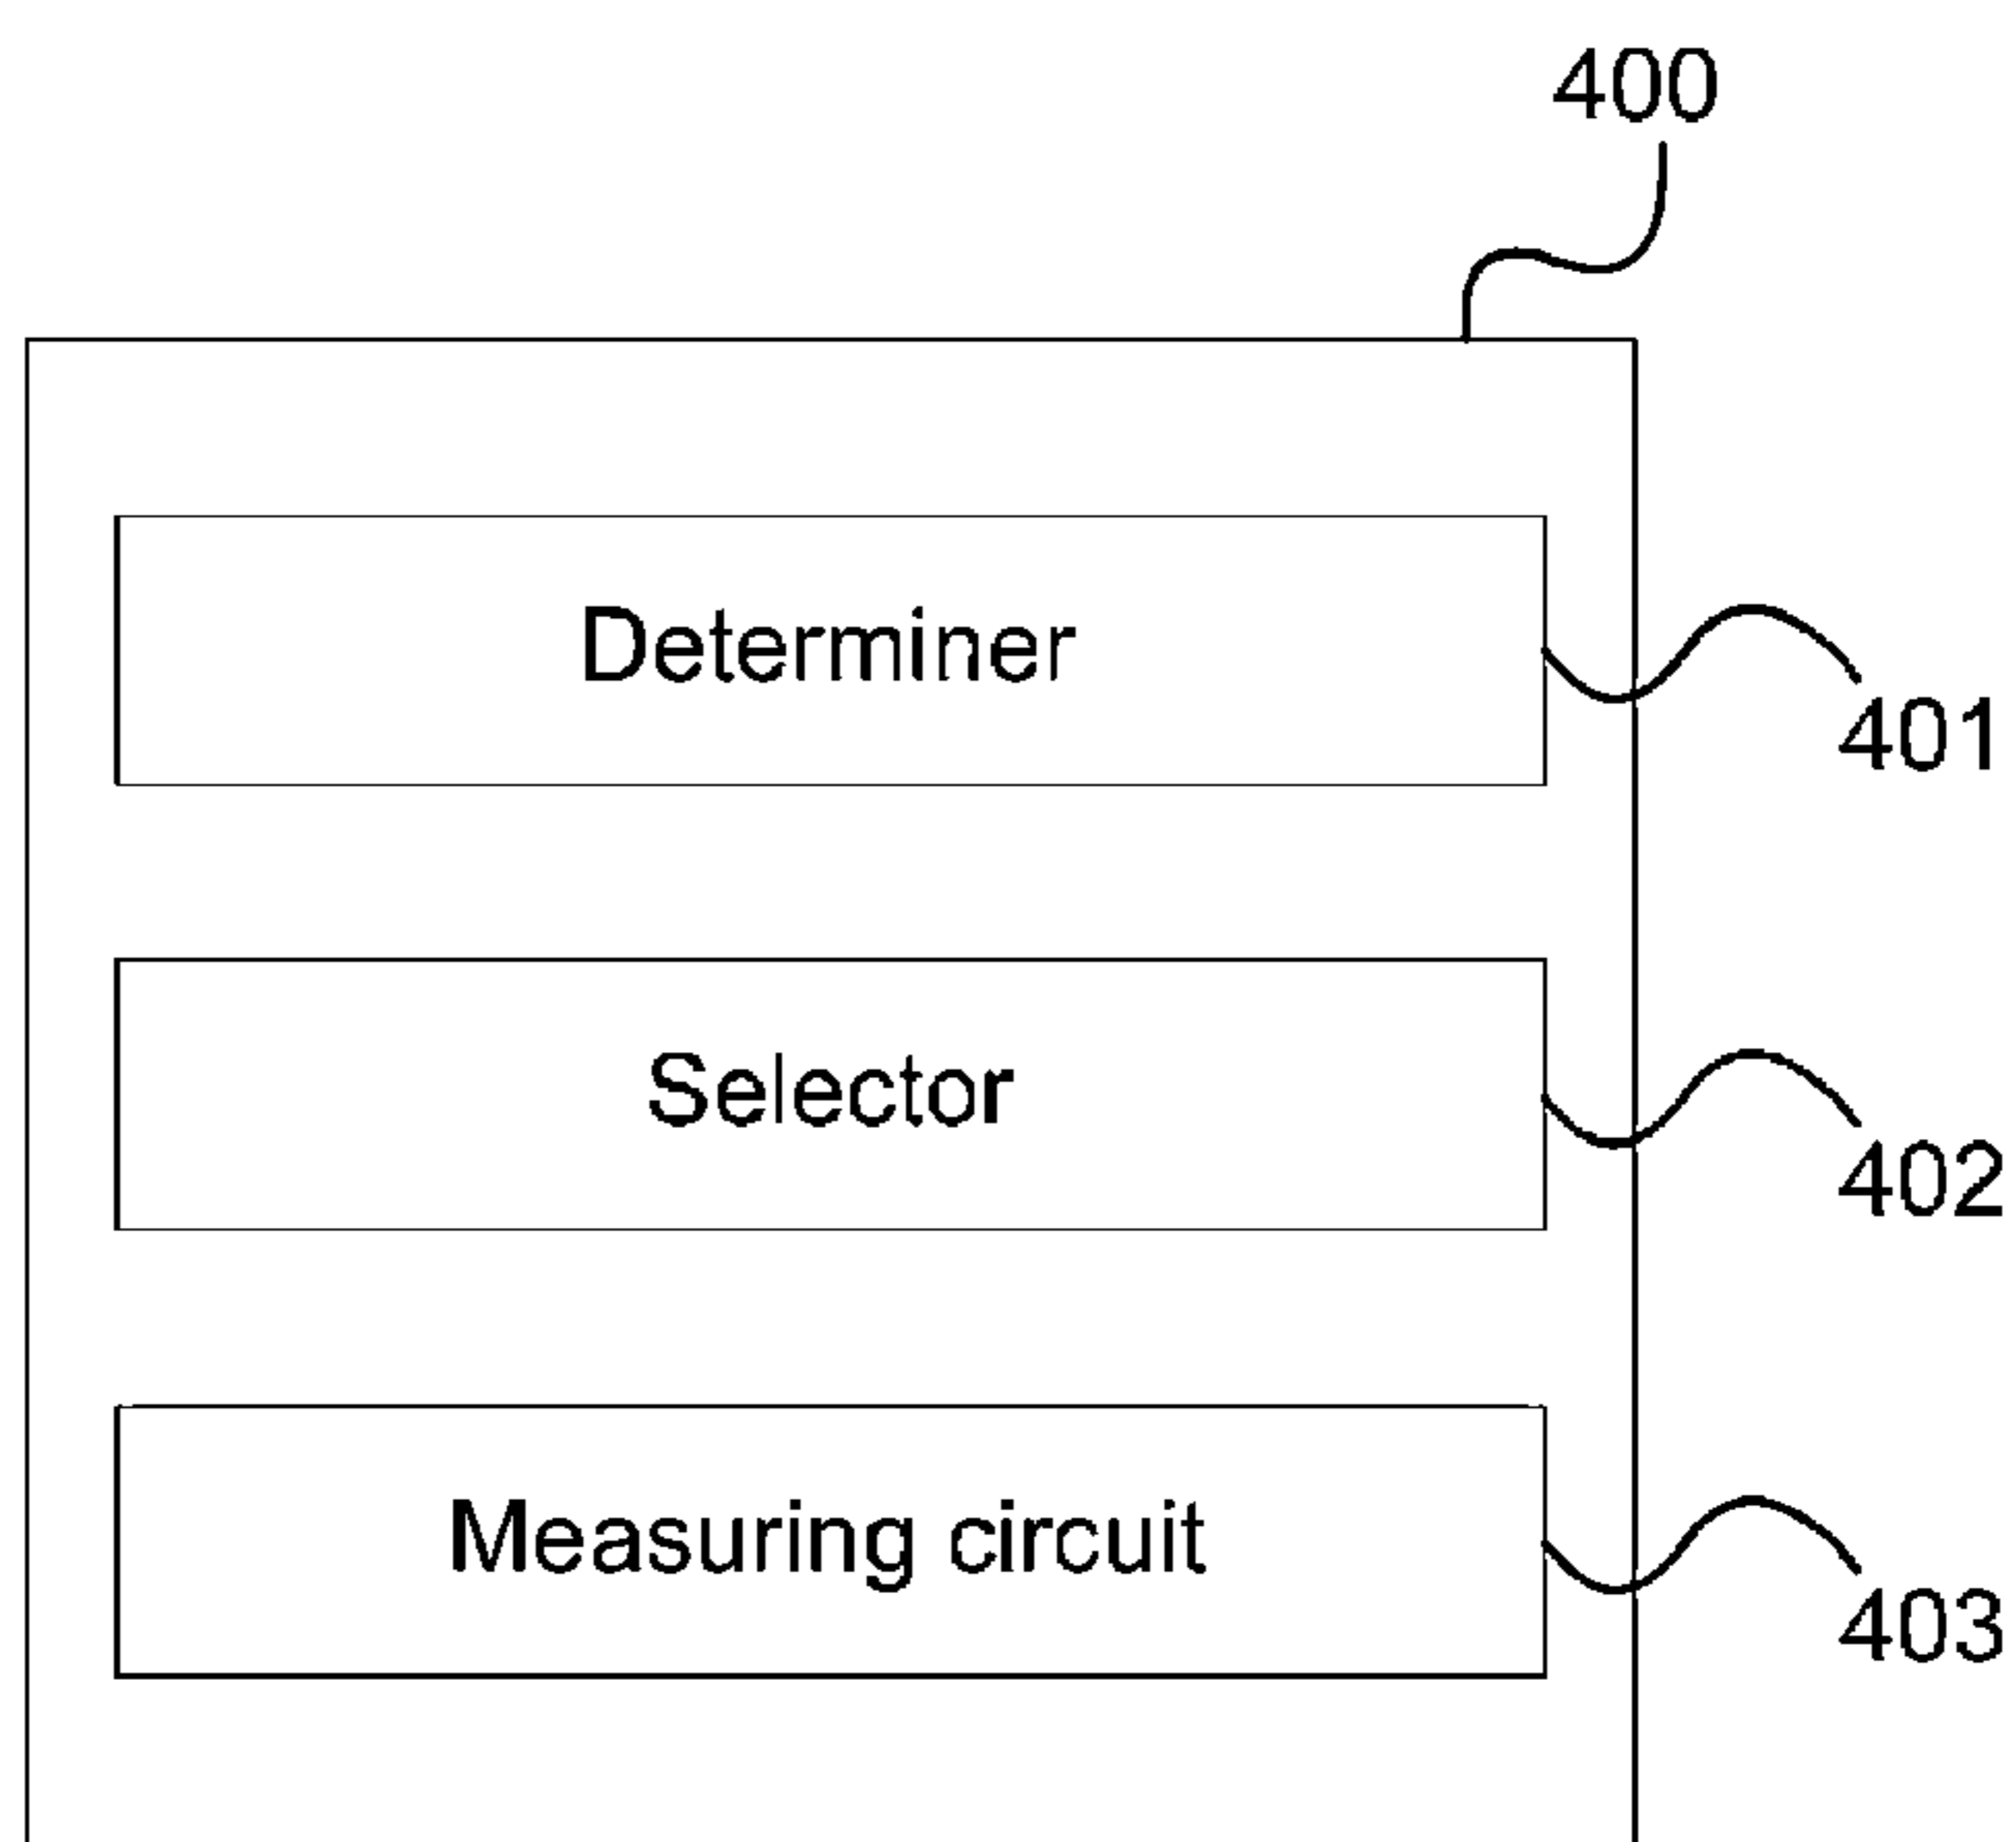 400
Determiner
401
Selector
402
Measuring circuit
403